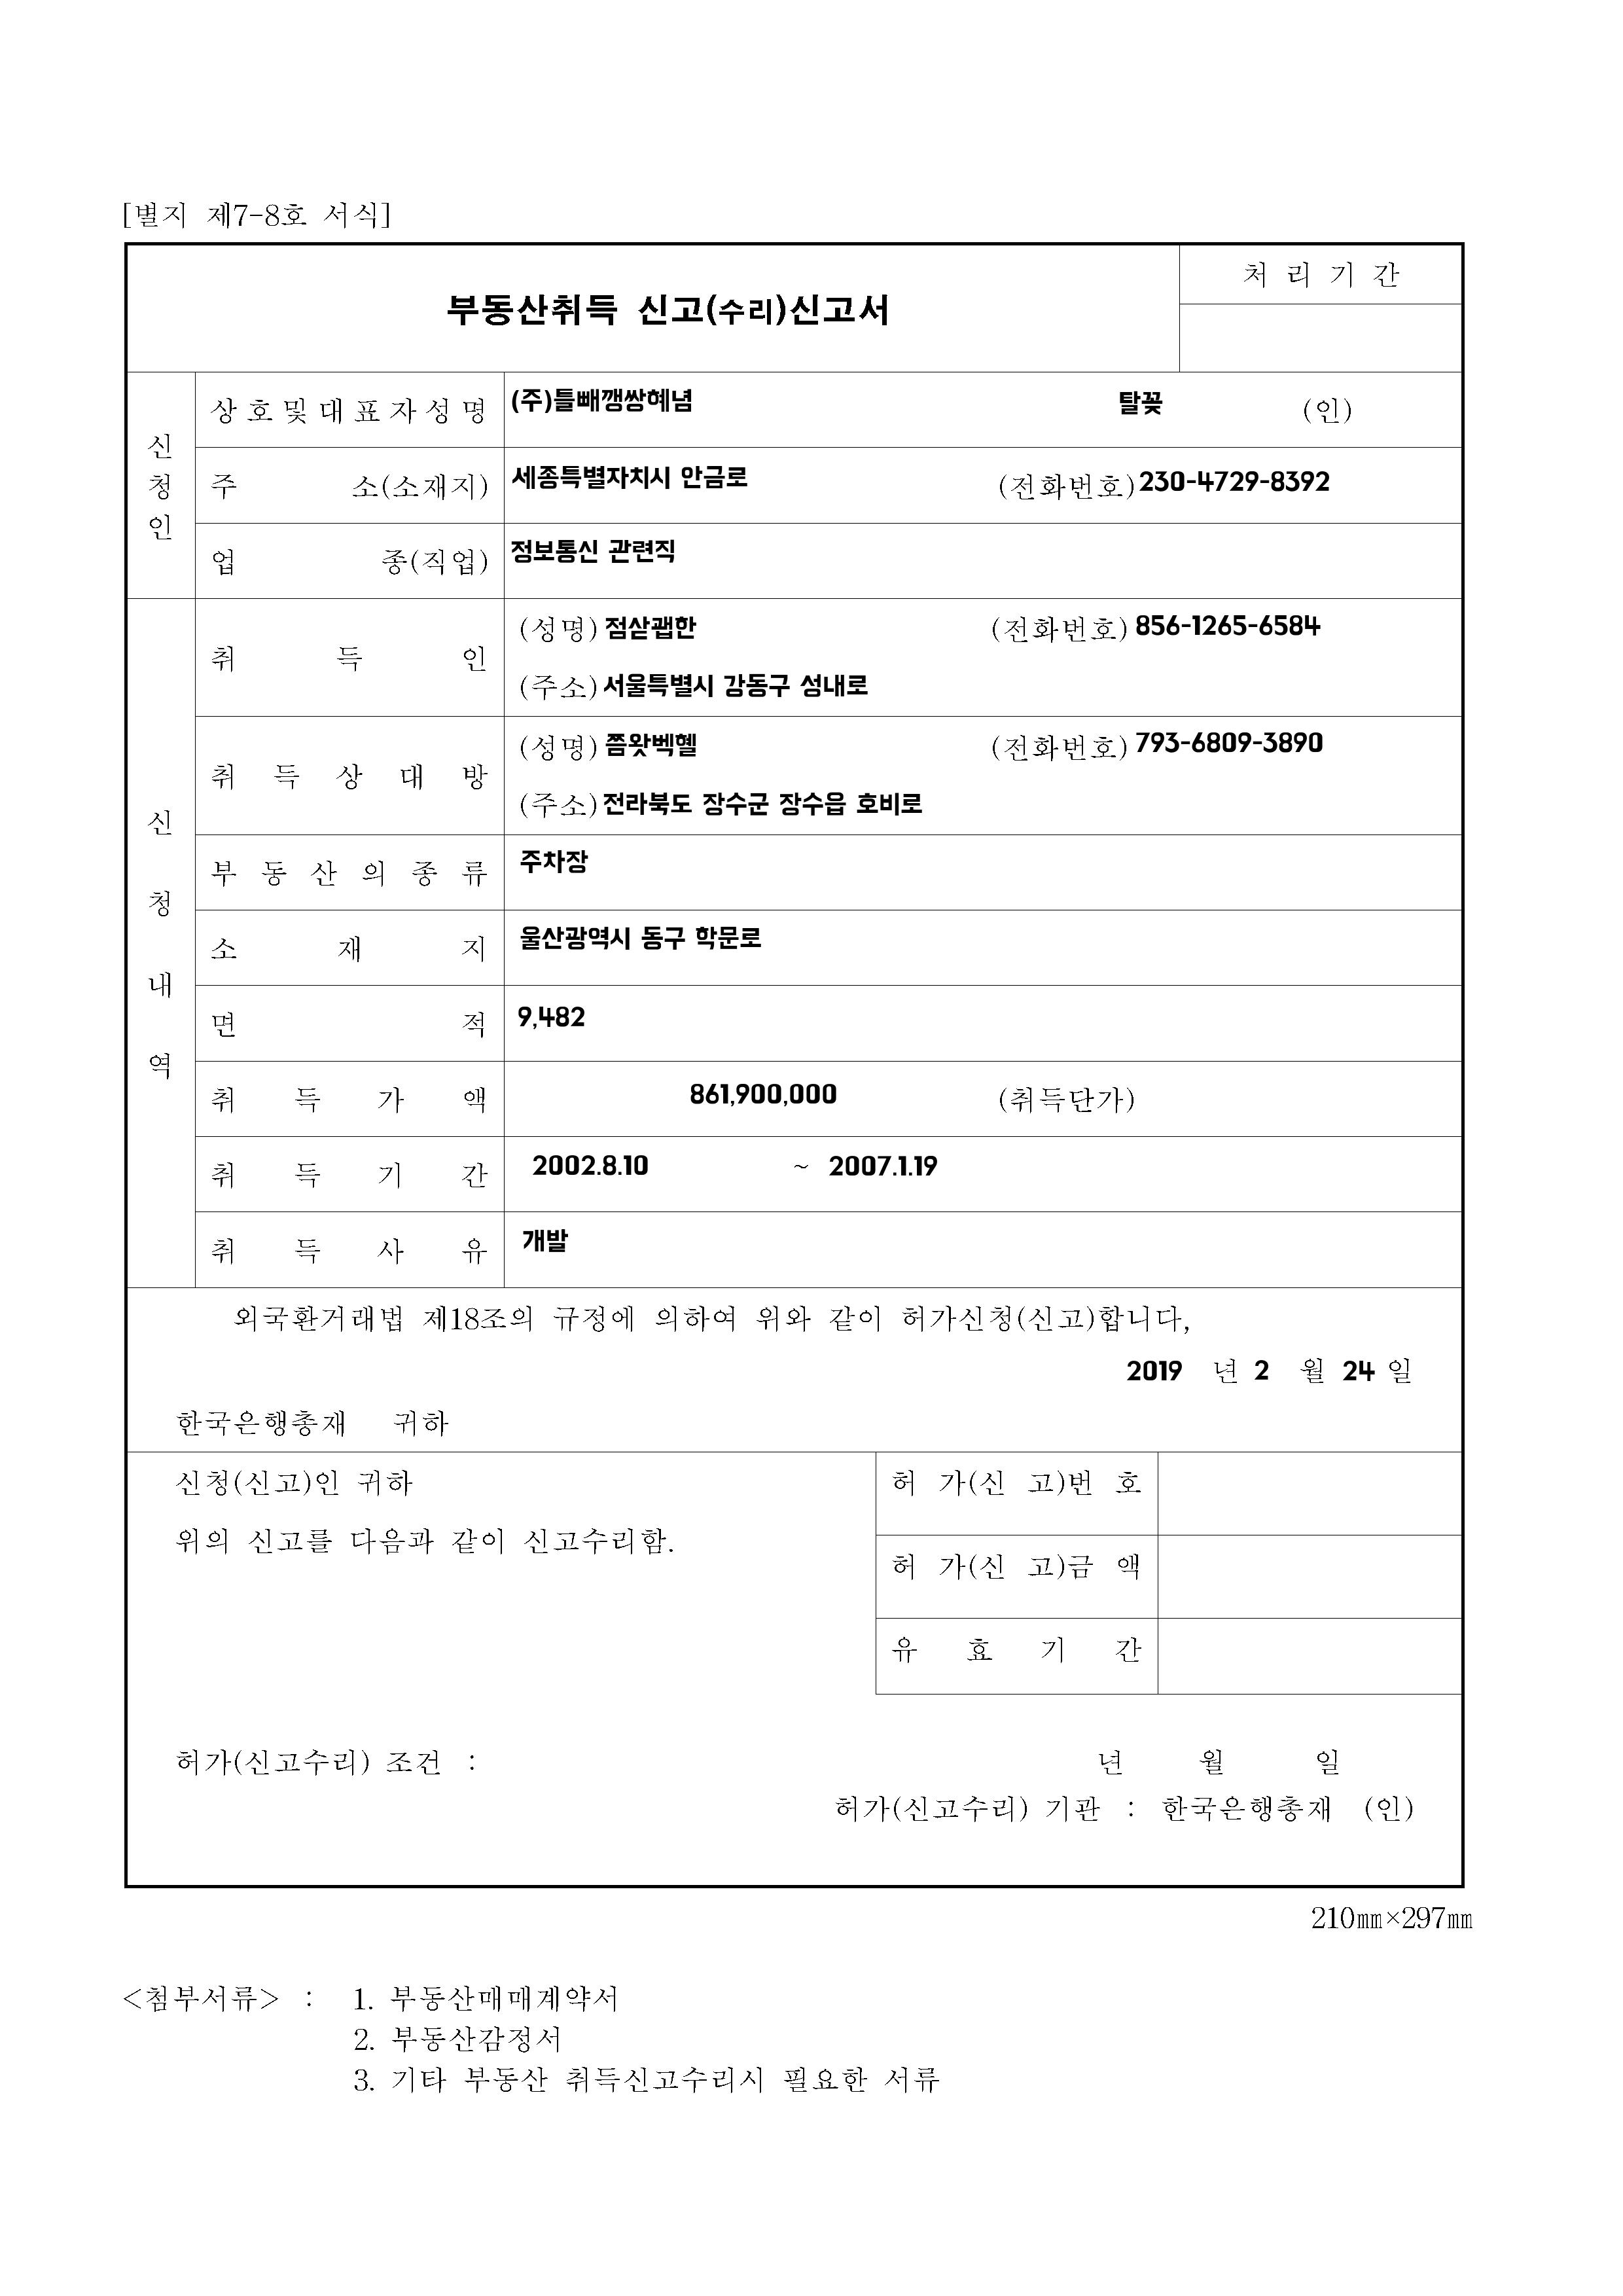 [별지 제7-8호 서식]
부동산취득 신고(수리)신고서
처 리 기 간
신청인
상호및대표자성명 (주)틀빼깽쌍혜념 탈꽂 (인)
주 소(소재지) 세종특별자치시 안금로 (전화번호) 230-4729-8392
업 종(직업) 정보통신 관련직
신청내역
취 득 인 (성명) 점삳괩한 (전화번호) 856-1265-6584
(주소) 서울특별시 강동구 성내로
취 득 상 대 방 (성명) 쯤왓벡혤 (전화번호) 793-6809-3890
(주소) 전라북도 장수군 장수읍 호비로
부 동 산 의 종 류 주차장
소 재 지 울산광역시 동구 학문로
면 적 9,482
취 득 가 액 861,900,000 (취득단가)
취 득 기 간 2002.8.10 ~ 2007.1.19
취 득 사 유 개발
외국환거래법 제18조의 규정에 의하여 위와 같이 허가신청(신고)합니다,
2019 년 2 월 24 일
한국은행총재 귀하
신청(신고)인 귀하
위의 신고를 다음과 같이 신고수리함.
허 가(신 고)번 호
허 가(신 고)금 액
유 효 기 간
허가(신고수리) 조건 : 년 월 일
허가(신고수리) 기관 : 한국은행총재 (인)
210㎜×297㎜
<첨부서류> : 1. 부동산매매계약서
2. 부동산감정서
3. 기타 부동산 취득신고수리시 필요한 서류